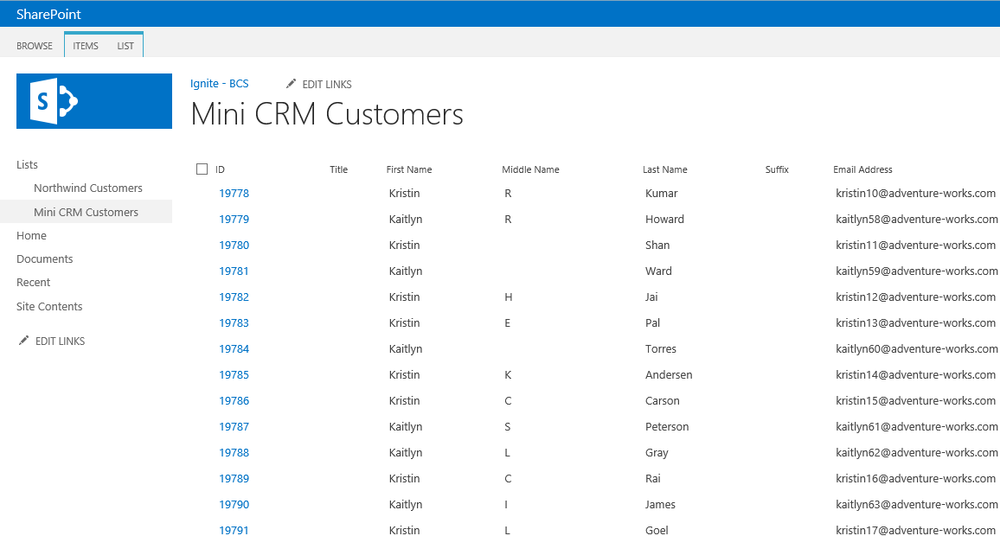 SharePoint
BROWSE ITEMS LIST
S
Ignite - BCS EDIT LINKS
Mini CRM Customers
Lists
Northwind Customers
Mini CRM Customers
Home
Documents
Recent
Site Contents
EDIT LINKS
ID Title First Name Middle Name Last Name Suffix Email Address
19778 Kristin R Kumar kristin10@adventure-works.com
19779 Kaitlyn R Howard kaitlyn58@adventure-works.com
19780 Kristin Shan kristin11@adventure-works.com
19781 Kaitlyn Ward kaitlyn59@adventure-works.com
19782 Kristin H Jai kristin12@adventure-works.com
19783 Kristin E Pal kristin13@adventure-works.com
19784 Kaitlyn Torres kaitlyn60@adventure-works.com
19785 Kristin K Andersen kristin14@adventure-works.com
19786 Kristin C Carson kristin15@adventure-works.com
19787 Kaitlyn S Peterson kaitlyn61@adventure-works.com
19788 Kaitlyn L Gray kaitlyn62@adventure-works.com
19789 Kristin C Rai kristin16@adventure-works.com
19790 Kaitlyn I James kaitlyn63@adventure-works.com
19791 Kristin L Goel kristin17@adventure-works.com